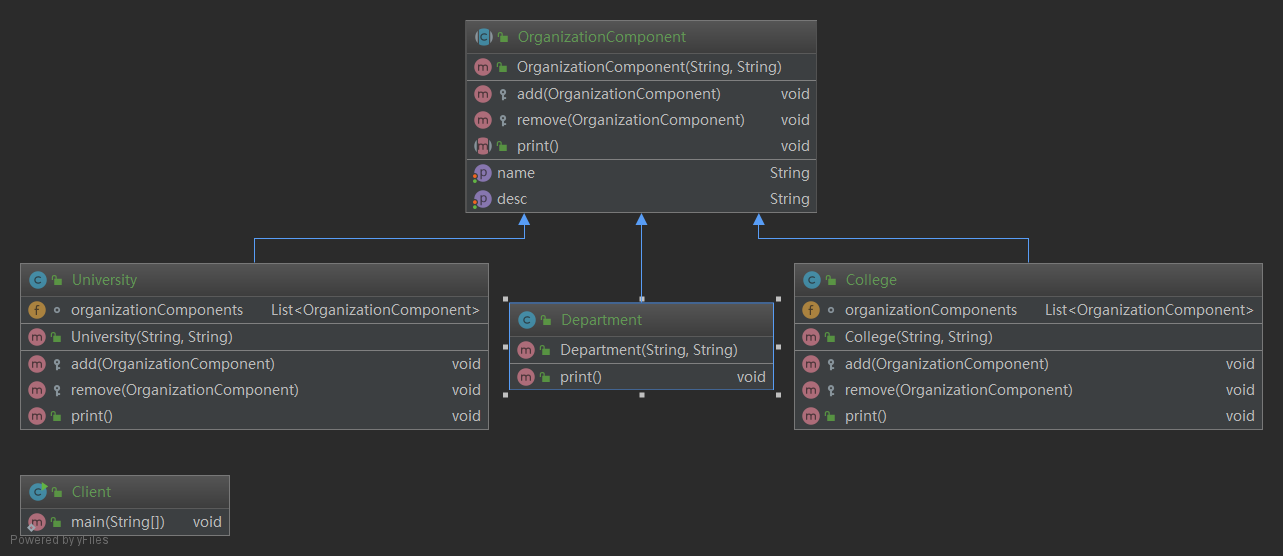 OrganizationComponent
OrganizationComponent(String, String)
add(OrganizationComponent) void
remove(OrganizationComponent) void
print() void
name String
desc String
University
organizationComponents List<OrganizationComponent>
University(String, String)
add(OrganizationComponent) void
remove(OrganizationComponent) void
print() void
Department
Department(String, String)
print() void
College
organizationComponents List<OrganizationComponent>
College(String, String)
add(OrganizationComponent) void
remove(OrganizationComponent) void
print() void
Client
main(String[]) void
Powered by yFiles